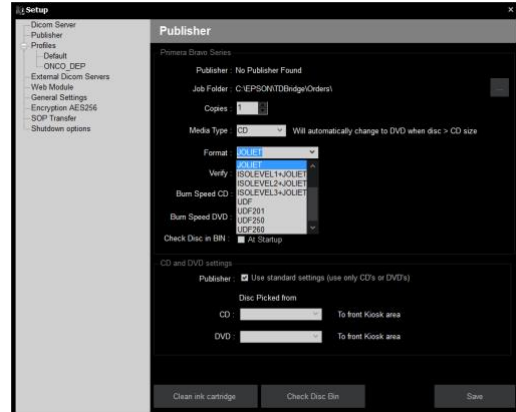 Setup
Dicom Server
Publisher
Profiles
Default
ONCO_DEP
External Dicom Servers
Web Module
General Settings
Encryption AES256
SOP Transfer
Shutdown options
Publisher
Primera Bravo Series
Publisher : No Publisher Found
Job Folder : C:\EPSON\TDBridge\Orders\
...
Copies : 1
Media Type : CD Will automatically change to DVD when disc > CD size
Format : JOLIET
JOLIET
Verify : ISOLEVEL1+JOLIET
ISOLEVEL2+JOLIET
Burn Speed CD : ISOLEVEL3+JOLIET
UDF
Burn Speed DVD : UDF201
UDF250
UDF260
Check Disc in BIN : At Startup
CD and DVD settings
Publisher : Use standard settings (use only CD's or DVD's)
Disc Picked from
CD : To front Kiosk area
DVD : To front Kiosk area
Clean ink cartridge Check Disc Bin Save